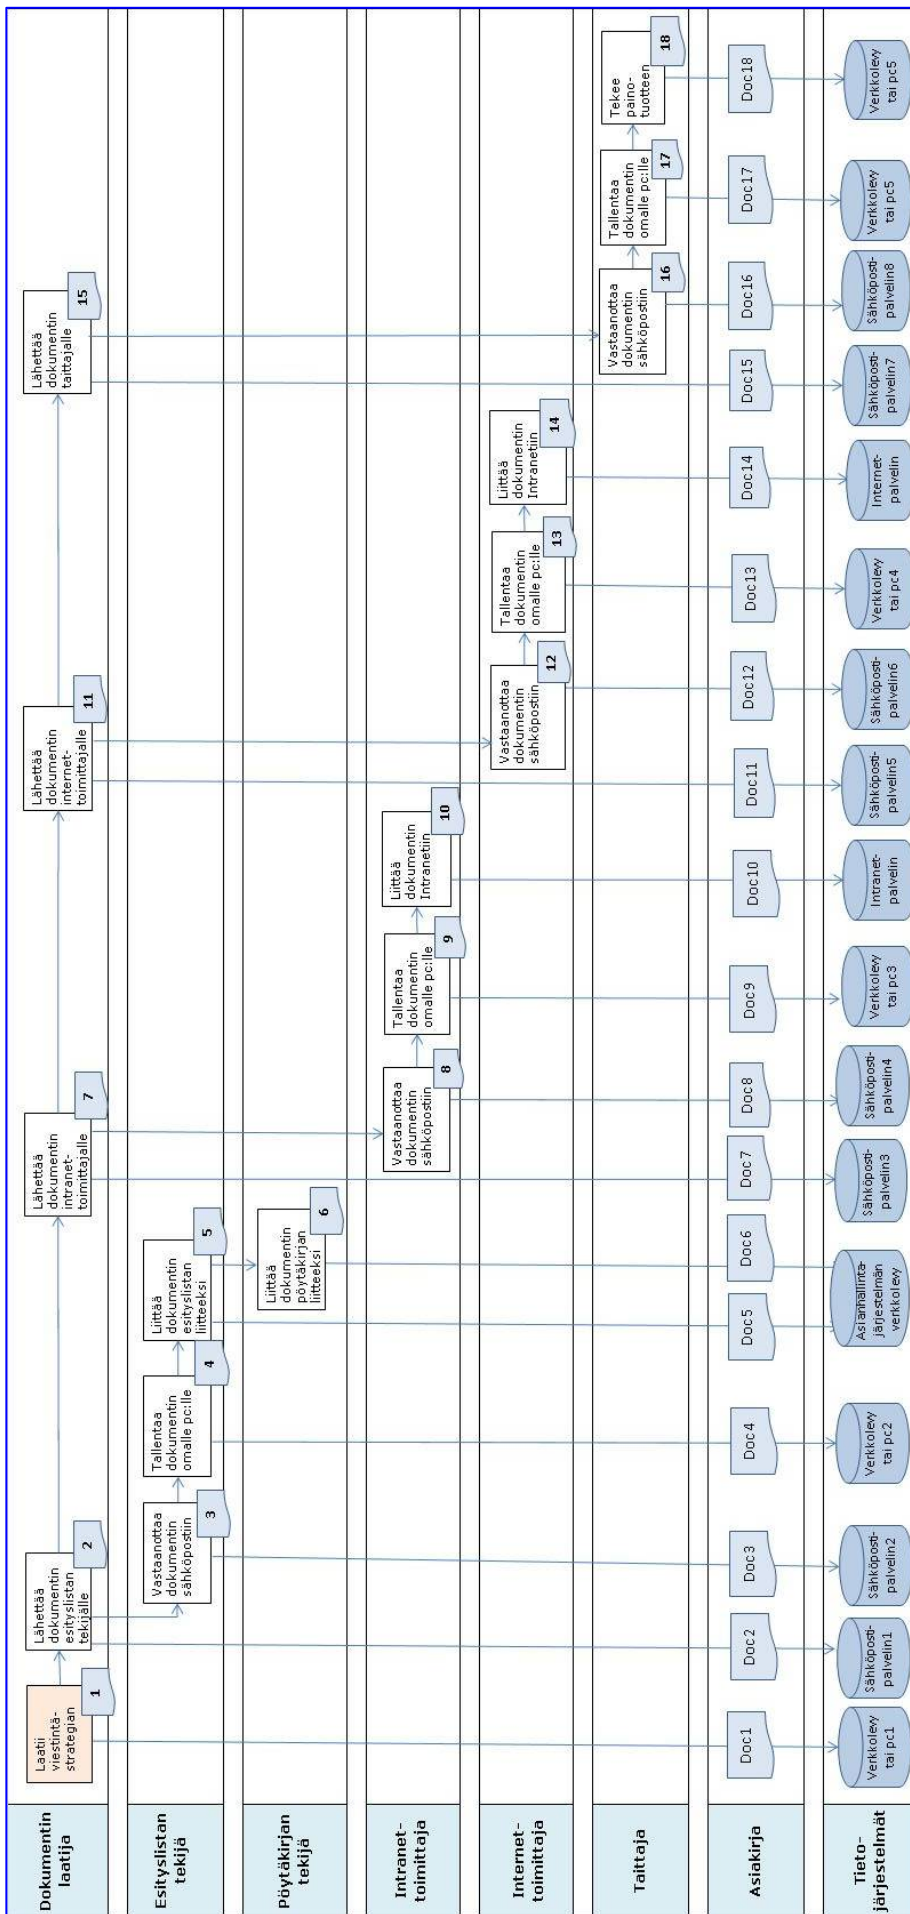 Dokumentin
laatija
Laatii
viestintä-
strategian
1
Lähettää
dokumentin
esityslistan
tekijälle
2
Lähettää
dokumentin
intranet-
toimittajalle
7
Lähettää
dokumentin
internet-
toimittajalle
11
Lähettää
dokumentin
taittajalle
15
Esityslistan
tekijä
Vastaanottaa
dokumentin
sähköpostiin
3
Tallentaa
dokumentin
omalle pc:lle
4
Liittää
dokumentin
esityslistan
liitteeksi
5
Pöytäkirjan
tekijä
Liittää
dokumentin
pöytäkirjan
liitteeksi
6
Intranet-
toimittaja
Vastaanottaa
dokumentin
sähköpostiin
8
Tallentaa
dokumentin
omalle pc:lle
9
Liittää
dokumentin
Intranetiin
10
Internet-
toimittaja
Vastaanottaa
dokumentin
sähköpostiin
12
Tallentaa
dokumentin
omalle pc:lle
13
Liittää
dokumentin
Intranetiin
14
Taittaja
Vastaanottaa
dokumentin
sähköpostiin
16
Tallentaa
dokumentin
omalle pc:lle
17
Tekee
paino-
tuotteen
18
Asiakirja
Doc1
Doc2
Doc3
Doc4
Doc5
Doc6
Doc7
Doc8
Doc9
Doc10
Doc11
Doc12
Doc13
Doc14
Doc15
Doc16
Doc17
Doc18
Tieto-
järjestelmät
Verkkolevy
tai pc1
Sähköposti-
palvelin1
Sähköposti-
palvelin2
Verkkolevy
tai pc2
Asianhallinta-
järjestelmän
verkkolevy
Sähköposti-
palvelin3
Sähköposti-
palvelin4
Verkkolevy
tai pc3
Intranet-
palvelin
Sähköposti-
palvelin5
Sähköposti-
palvelin6
Verkkolevy
tai pc4
Internet-
palvelin
Sähköposti-
palvelin7
Sähköposti-
palvelin8
Verkkolevy
tai pc5
Verkkolevy
tai pc5